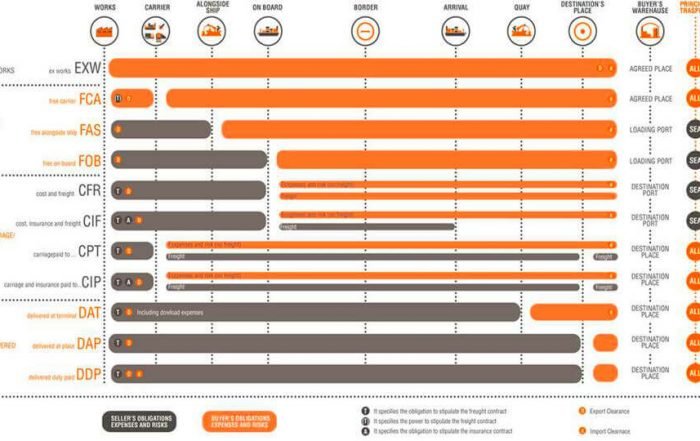 WORKS
CARRIER
ALONGSIDE
SHIP
ON BOARD
BORDER
ARRIVAL
QUAY
DESTINATION'S
PLACE
BUYER'S
WAREHOUSE
PRINCI
TRASPO
ORKS
ex works EXW
AGREED PLACE
ALL
free carrier FCA
AGREED PLACE
ALL
free alongside ship FAS
LOADING PORT
SEA
free on board FOB
LOADING PORT
SEA
cost and freight CFR
T
Expenses and risk (no freight)
Freight
DESTINATION
PORT
SEA
cost, insurance and freight CIF
T A
Expenses and risk (no freight)
Freight
DESTINATION
PORT
SEA
IAGE/
carriagepaid to... CPT
T
Expenses and risk (no freight)
Freight
Freight
DESTINATION
PLACE
ALL
carriage and insurance paid to... CIP
T A
Expenses and risk (no freight)
Freight
Freight
DESTINATION
PLACE
ALL
delivered at terminal DAT
T
Including dowload expenses
DESTINATION
PLACE
ALL
VERED
delivered at place DAP
T
DESTINATION
PLACE
ALL
delivered duty paid DDP
T
DESTINATION
PLACE
ALL
SELLER'S OBLIGATIONS
EXPENSES AND RISKS
BUYER'S OBLIGATIONS
EXPENSES AND RISKS
T It specifies the obligation to stipulate the freight contract
It specifies the power to stipulate the freight contract
A It specifies the obligation to stipulate the insurance contract
Export Clearance
Import Clearnace